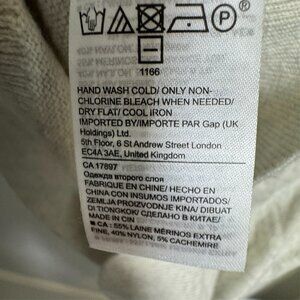 P
1166
HAND WASH COLD/ ONLY NON-
CHLORINE BLEACH WHEN NEEDED/
DRY FLAT/ COOL IRON
IMPORTED BY/IMPORTE PAR Gap (UK
Holdings) Ltd.
5th Floor, 6 St Andrew Street London
EC4A 3AE, United Kingdom
CA 17897
Одежда второго слоя
FABRIQUE EN CHINE/ HECHO EN
CHINA CON INSUMOS IMPORTADOS/
ZEMLJA PROIZVODNJE KINA/ DIBUAT
DI TIONGKOK/ СДЕЛАНО В КИТАЕ/
MADE IN CIN
■ CA : 55% LAINE MÉRINOS EXTRA
FINE, 40% NYLON, 5% CACHEMIRE